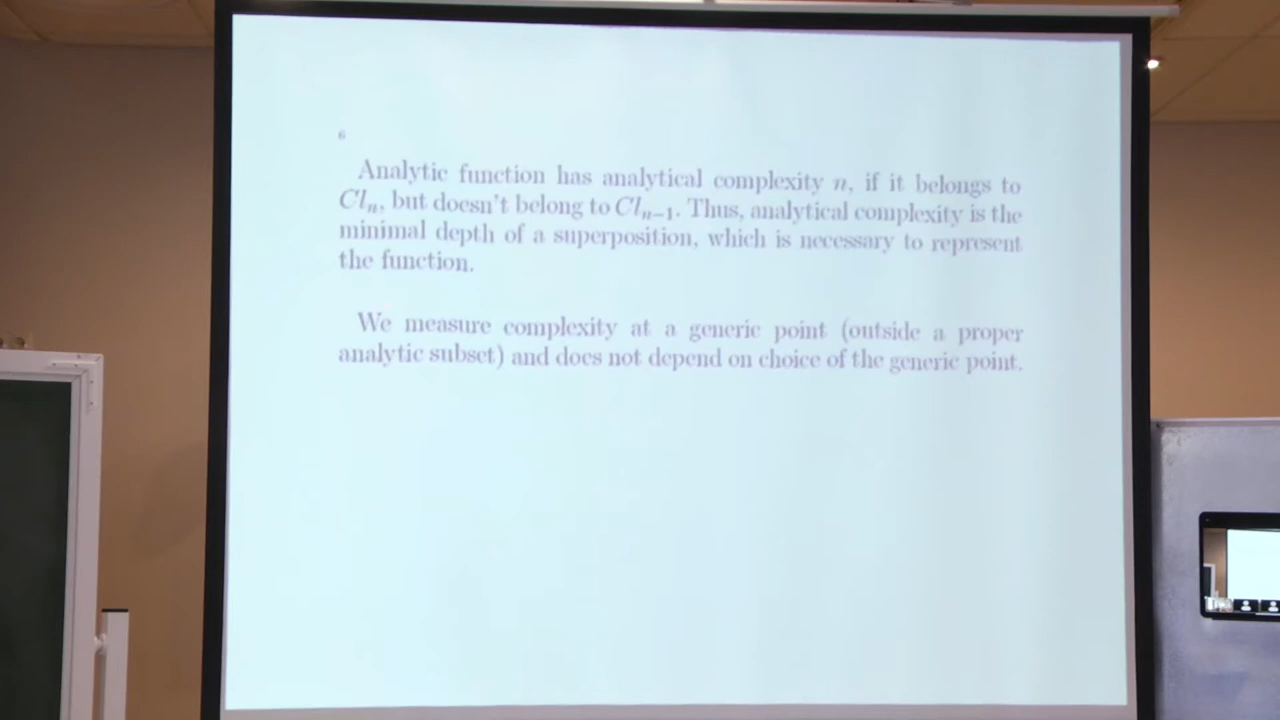 6
Analytic function has analytical complexity n, if it belongs to
Clₙ, but doesn't belong to Clₙ₋₁. Thus, analytical complexity is the
minimal depth of a superposition, which is necessary to represent
the function.
We measure complexity at a generic point (outside a proper
analytic subset) and does not depend on choice of the generic point.